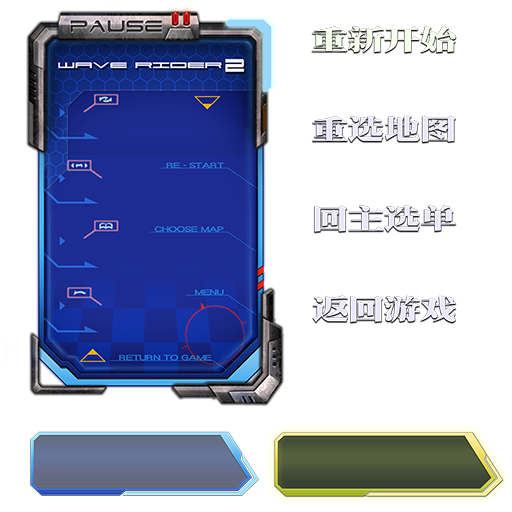 PAUSE
WAVE RIDER 2
RE - START
CHOOSE MAP
MENU
RETURN TO GAME
重新开始
重选地图
回主选单
返回游戏